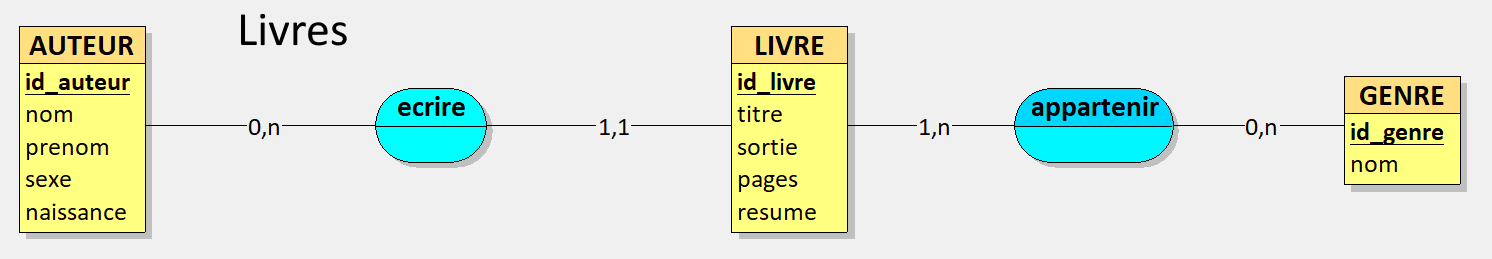 Livres
AUTEUR
id_auteur
nom
prenom
sexe
naissance
0,n
ecrire
1,1
LIVRE
id_livre
titre
sortie
pages
resume
1,n
appartenir
0,n
GENRE
id_genre
nom